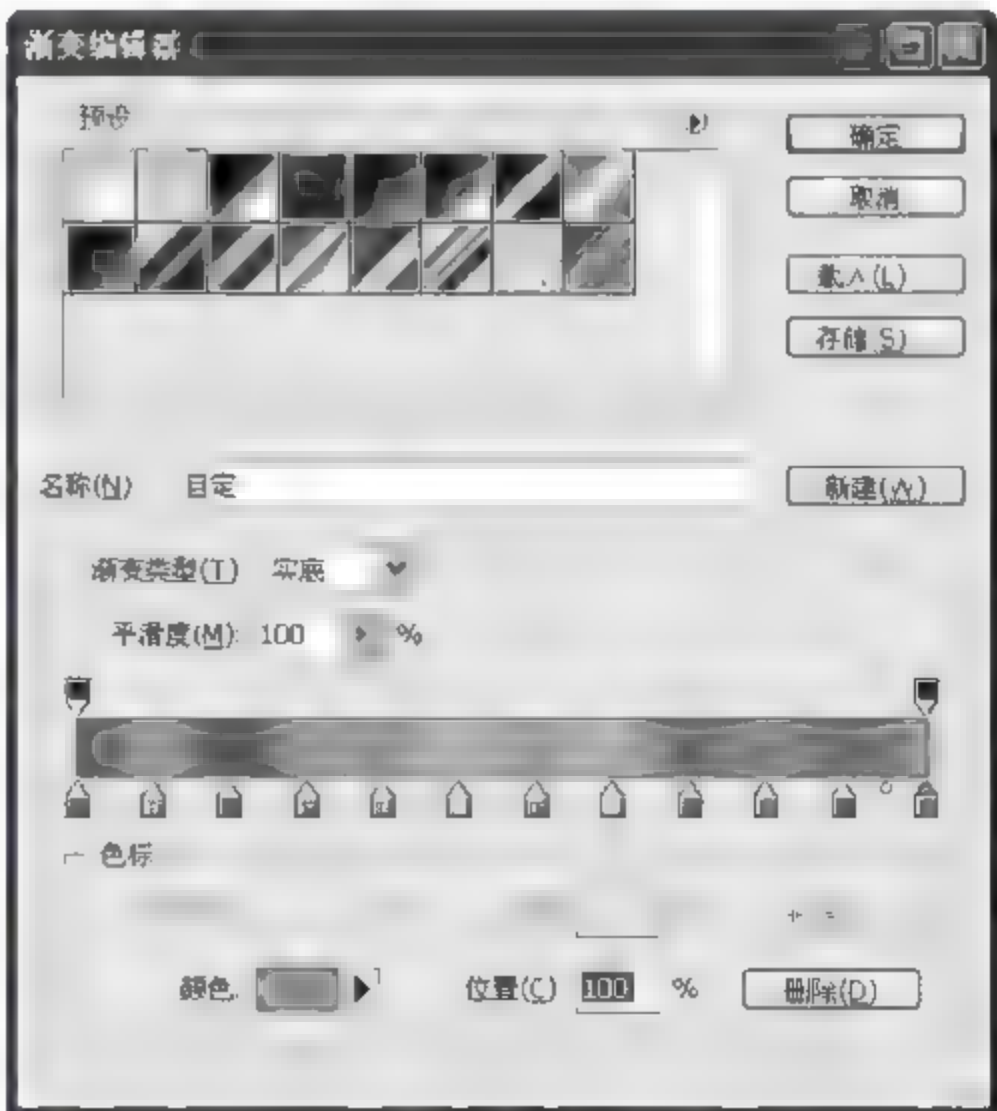 渐变编辑器
预设
确定
取消
载入(L)
存储 S)
名称(N) 自定
新建(W)
渐变类型(T) 实底
平滑度(M): 100 %
色标
颜色: 位置(C) 100 % 删除(D)